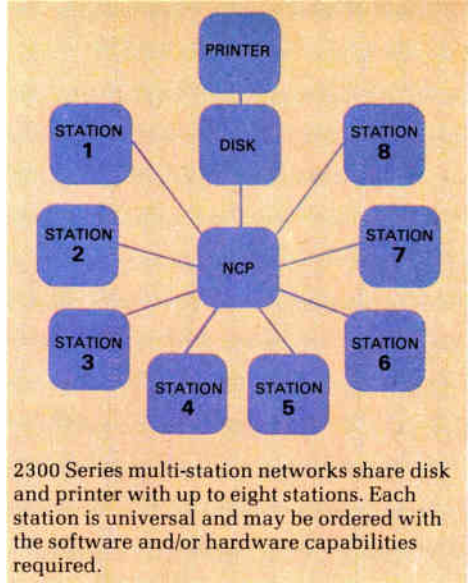 PRINTER
DISK
STATION
1
STATION
8
STATION
2
NCP
STATION
7
STATION
3
STATION
6
STATION
4
STATION
5
2300 Series multi-station networks share disk
and printer with up to eight stations. Each
station is universal and may be ordered with
the software and/or hardware capabilities
required.